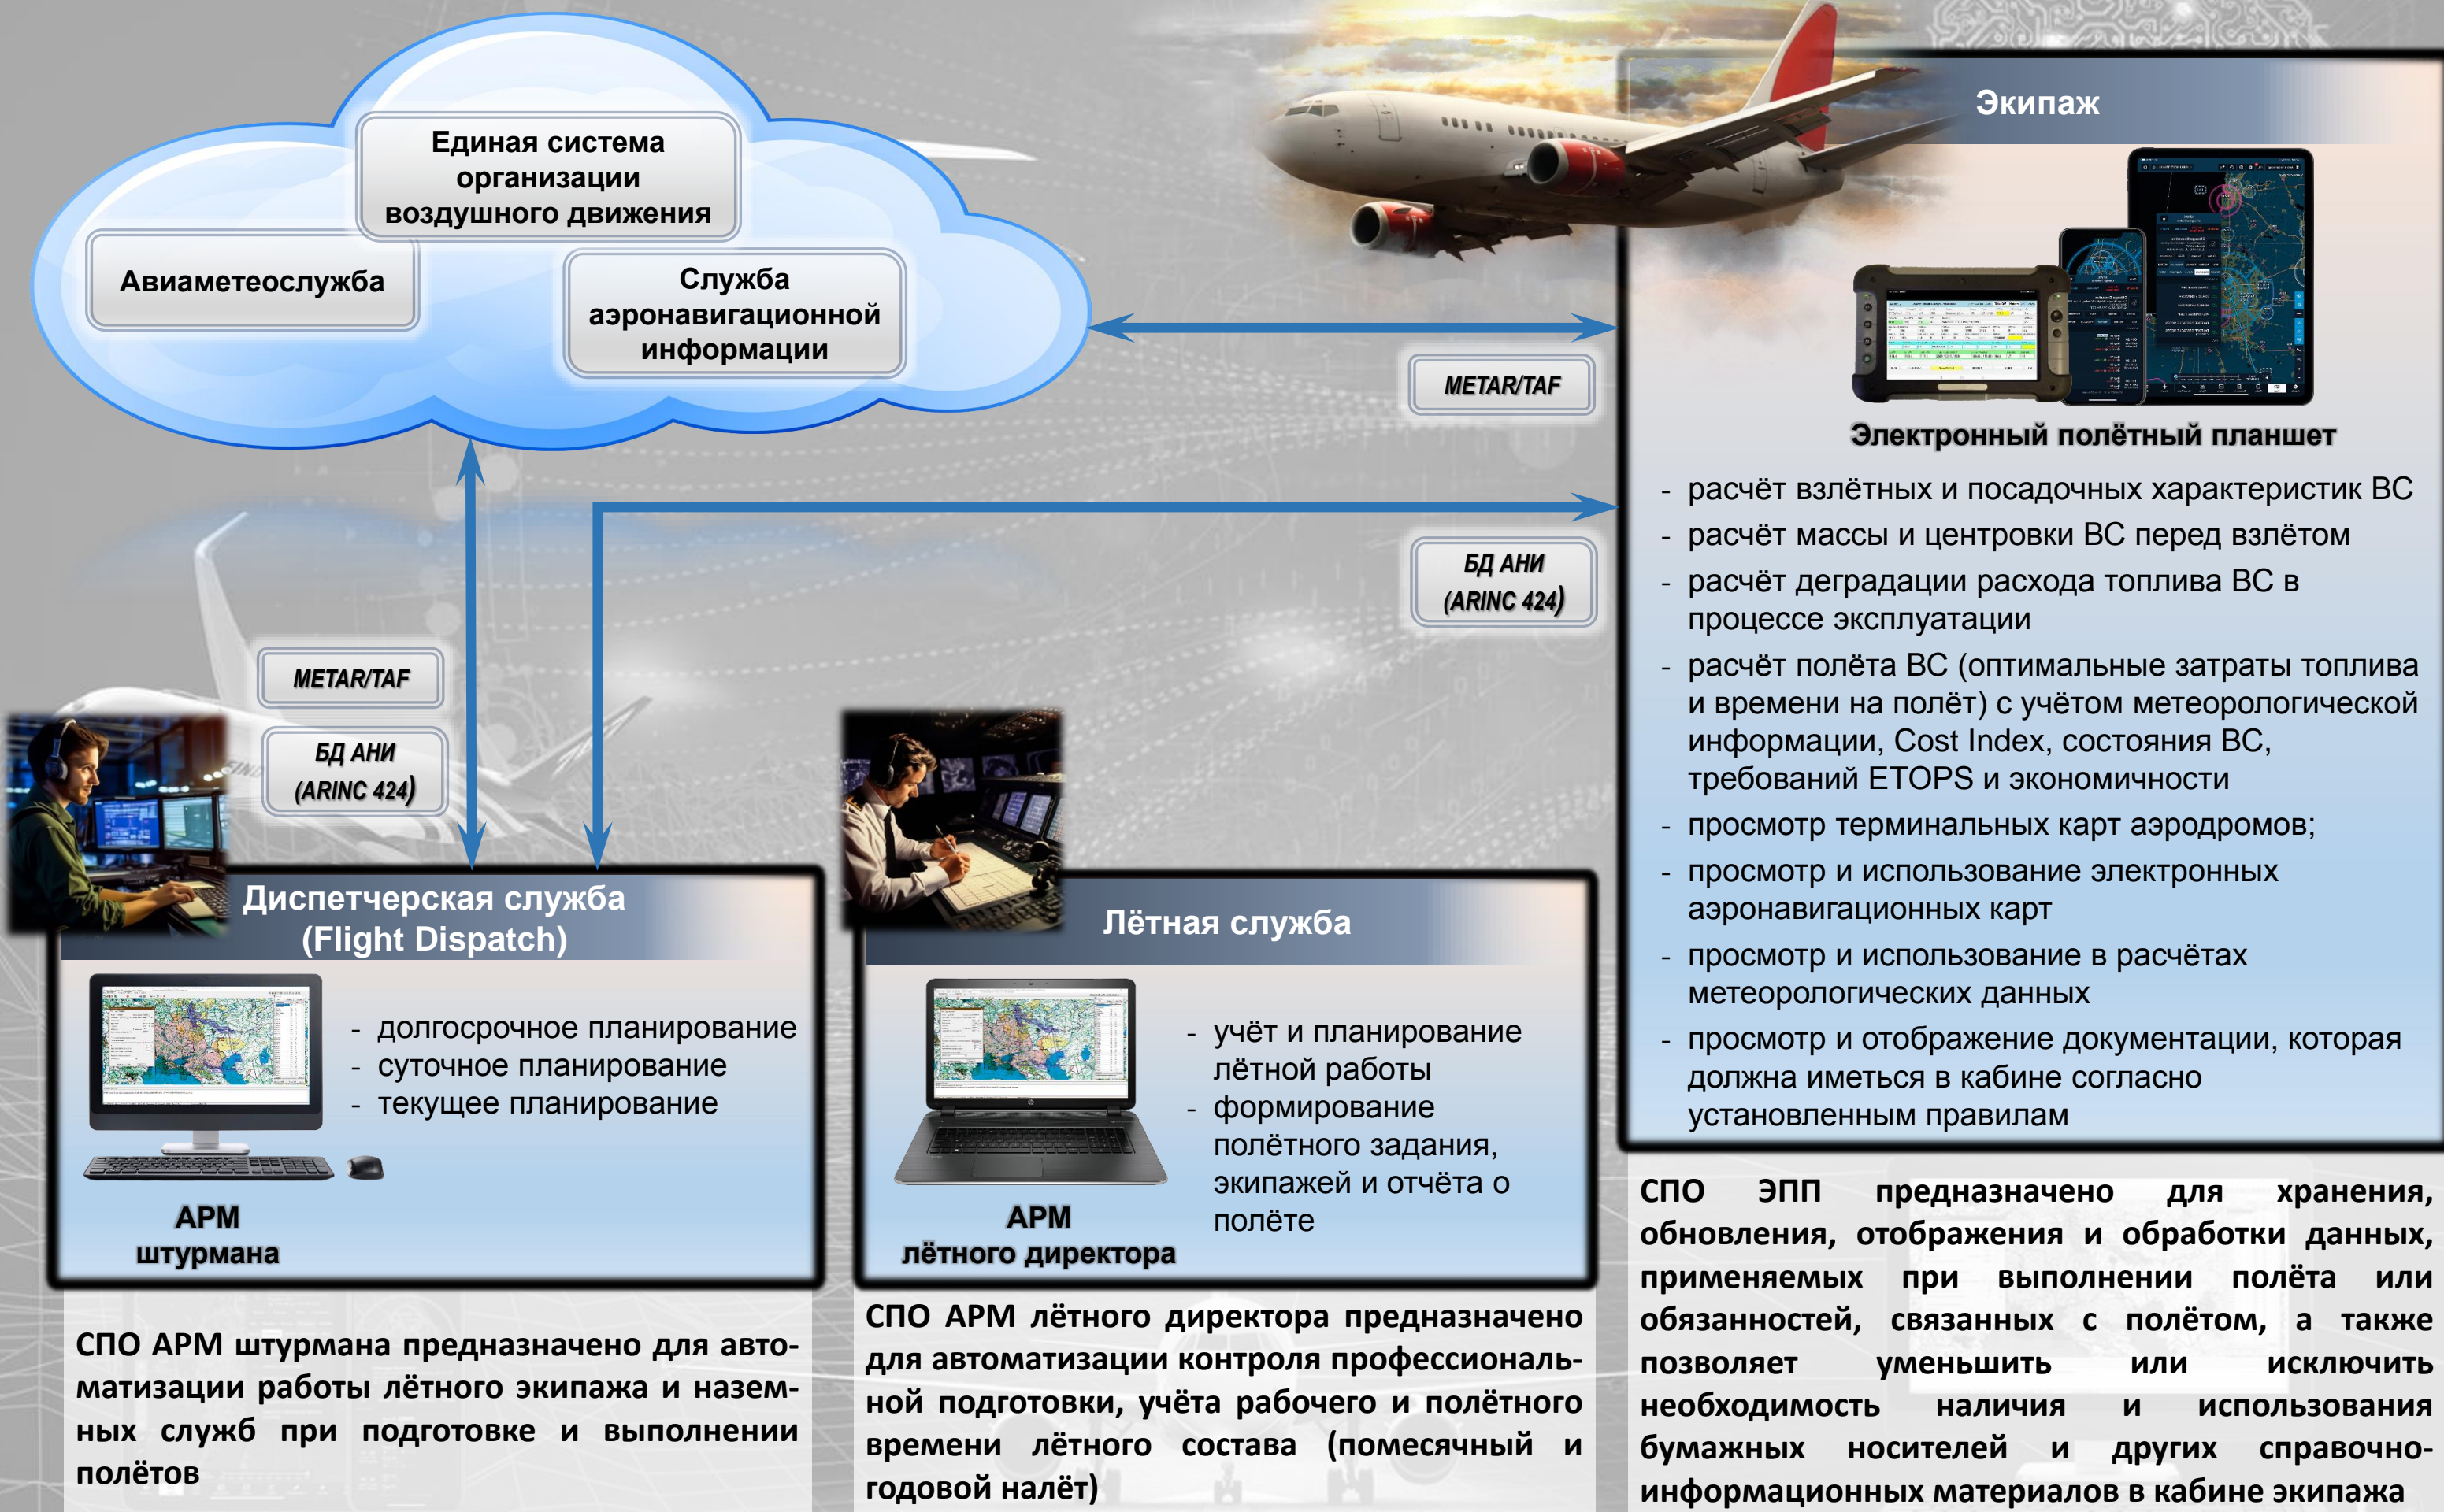 Единая система
организации
воздушного движения
Авиаметеослужба
Служба
аэронавигационной
информации
METAR/TAF
БД АНИ
(ARINC 424)
METAR/TAF
БД АНИ
(ARINC 424)
Экипаж
Электронный полётный планшет
- расчёт взлётных и посадочных характеристик ВС
- расчёт массы и центровки ВС перед взлётом
- расчёт деградации расхода топлива ВС в
процессе эксплуатации
- расчёт полёта ВС (оптимальные затраты топлива
и времени на полёт) с учётом метеорологической
информации, Cost Index, состояния ВС,
требований ETOPS и экономичности
- просмотр терминальных карт аэродромов;
- просмотр и использование электронных
аэронавигационных карт
- просмотр и использование в расчётах
метеорологических данных
- просмотр и отображение документации, которая
должна иметься в кабине согласно
установленным правилам
СПО ЭПП предназначено для хранения,
обновления, отображения и обработки данных,
применяемых при выполнении полёта или
обязанностей, связанных с полётом, а также
позволяет уменьшить или исключить
необходимость наличия и использования
бумажных носителей и других справочно-
информационных материалов в кабине экипажа
Диспетчерская служба
(Flight Dispatch)
- долгосрочное планирование
- суточное планирование
- текущее планирование
АРМ
штурмана
СПО АРМ штурмана предназначено для авто-
матизации работы лётного экипажа и назем-
ных служб при подготовке и выполнении
полётов
Лётная служба
- учёт и планирование
лётной работы
- формирование
полётного задания,
экипажей и отчёта о
полёте
АРМ
лётного директора
СПО АРМ лётного директора предназначено
для автоматизации контроля профессиональ-
ной подготовки, учёта рабочего и полётного
времени лётного состава (помесячный и
годовой налёт)